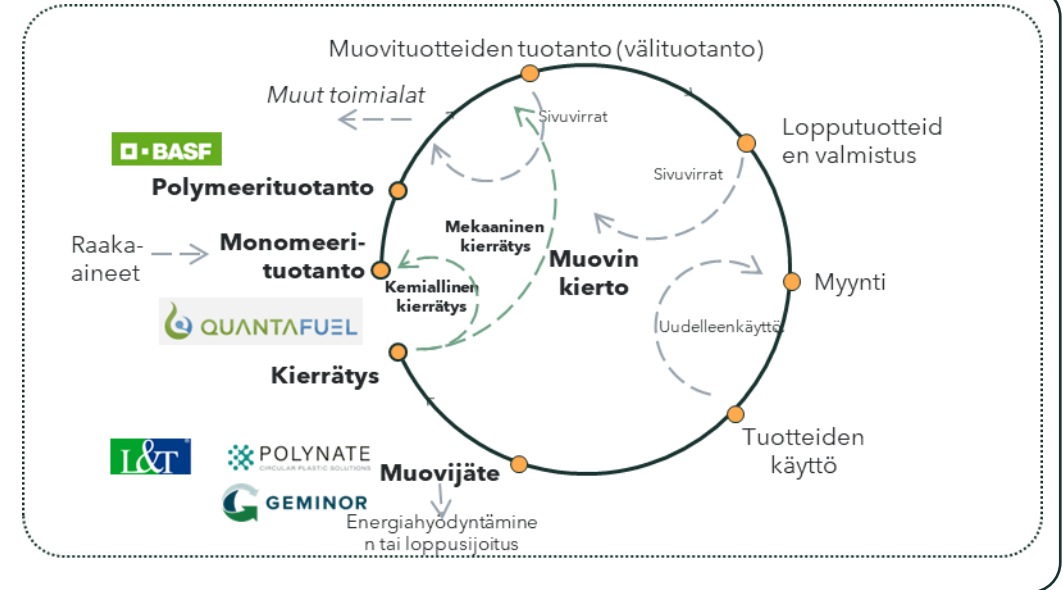 Muovituotteiden tuotanto (välituotanto)
Muut toimialat
Sivuvirrat
BASF
Lopputuotteid
en valmistus
Sivuvirrat
Polymeerituotanto
Mekaaninen
kierrätys
Raaka-
aineet
Monomeeri-
tuotanto
Muovin
kierto
Kemiallinen
kierrätys
Myynti
QUANTAFUEL
Uudelleenkäyttö
Kierrätys
Tuotteiden
käyttö
L&T
POLYNATE
CIRCULAR PLASTIC SOLUTIONS
Muovijäte
GEMINOR
Energiahyödyntämine
n tai loppusijoitus